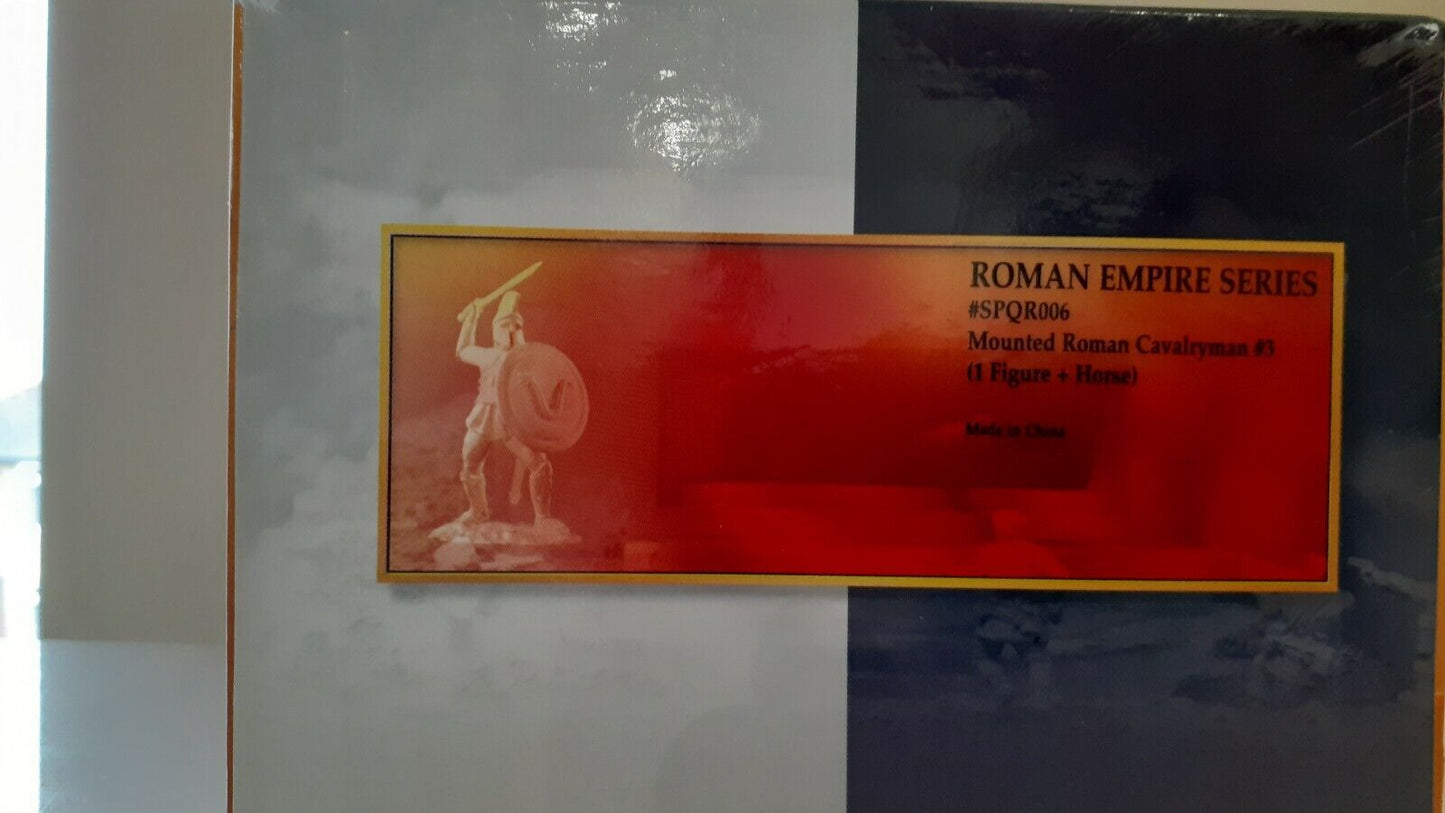 ROMAN EMPIRE SERIES
#SPQR006
Mounted Roman Cavalryman #3
(1 Figure + Horse)
Made in China